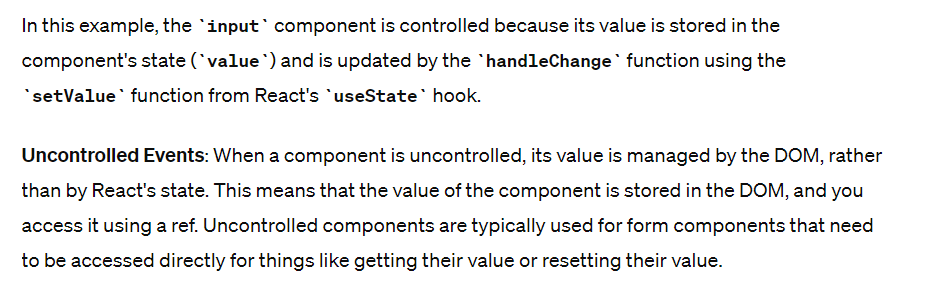 In this example, the `input` component is controlled because its value is stored in the
component's state (`value`) and is updated by the `handleChange` function using the
`setValue` function from React's `useState` hook.
Uncontrolled Events: When a component is uncontrolled, its value is managed by the DOM, rather
than by React's state. This means that the value of the component is stored in the DOM, and you
access it using a ref. Uncontrolled components are typically used for form components that need
to be accessed directly for things like getting their value or resetting their value.